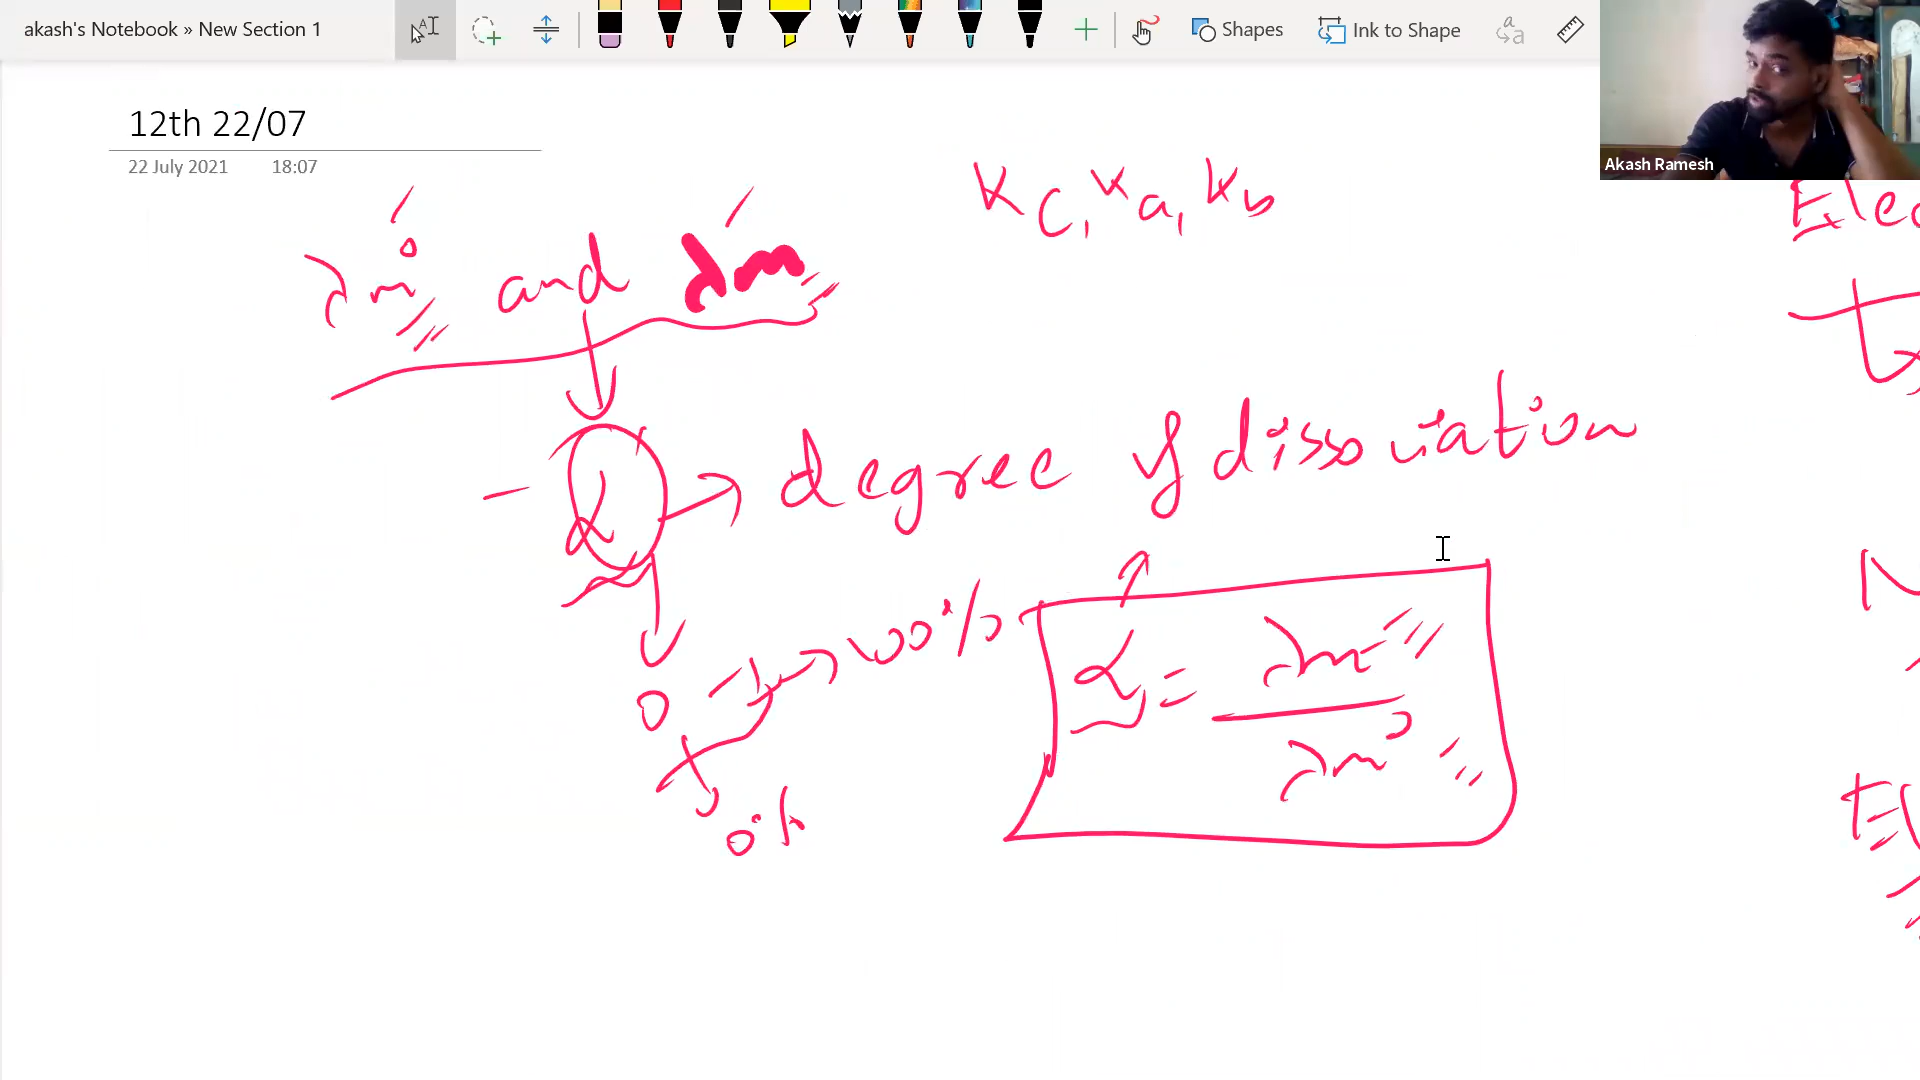 akash's Notebook » New Section 1
Shapes
Ink to Shape
Akash Ramesh
12th 22/07
22 July 2021 18:07
Kc, Ka, Kb
λm° and λm
α → degree of dissociation
0 - 1 → 100%
0%
α = λm / λm°